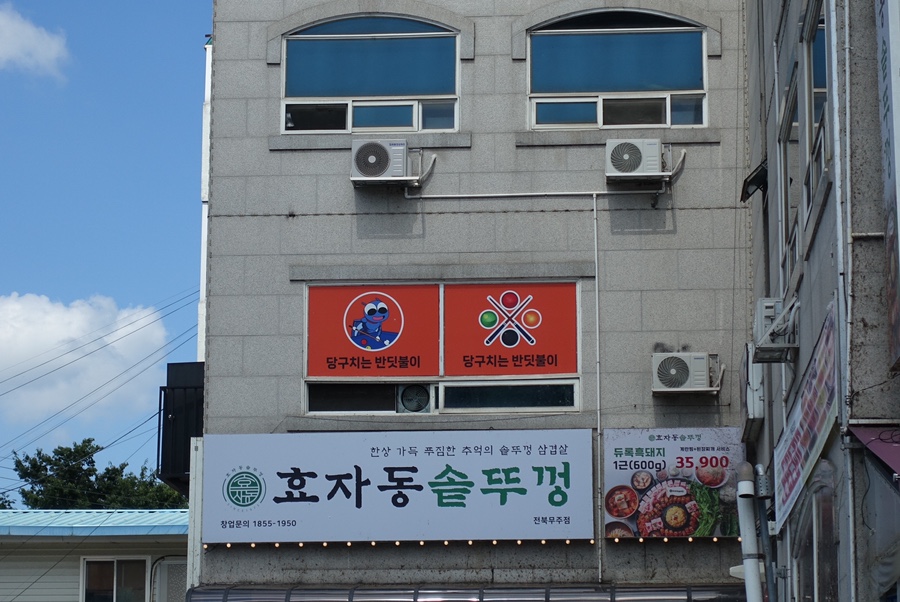 당구치는 반딧불이
당구치는 반딧불이
한상 가득 푸짐한 추억의 솥뚜껑 삼겹살
효자동솥뚜껑
창업문의 1855-1950
전북무주점
효자동솥뚜껑
듀록흑돼지
1근(600g) 35,900